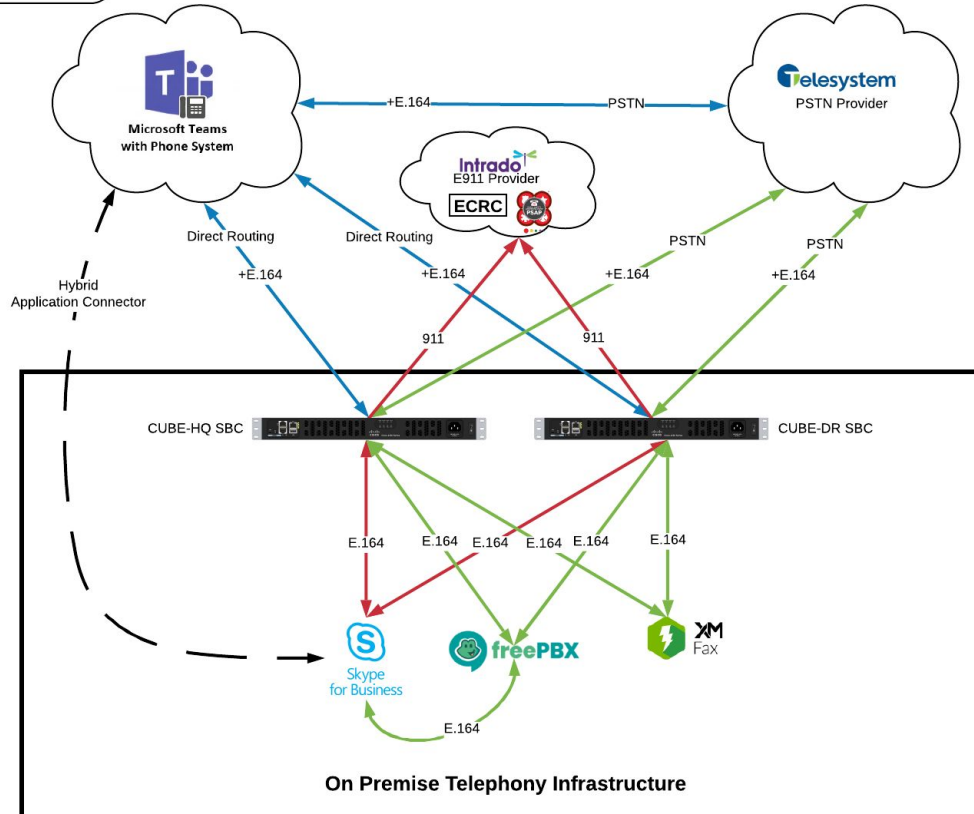 Microsoft Teams
with Phone System
Telesystem
PSTN Provider
+E.164
PSTN
Intrado
E911 Provider
ECRC
PSAP
Direct Routing
Direct Routing
PSTN
PSTN
+E.164
+E.164
+E.164
+E.164
Hybrid
Application Connector
911
911
CUBE-HQ SBC
CUBE-DR SBC
E.164
E.164
E.164
E.164
E.164
E.164
S
Skype
for Business
freePBX
XM
Fax
E.164
On Premise Telephony Infrastructure